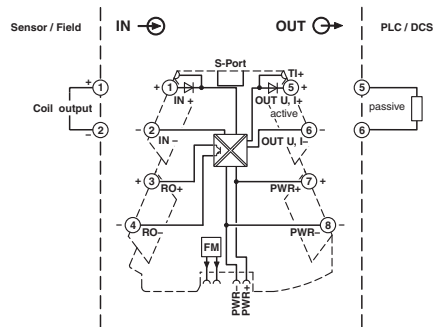 Sensor / Field IN OUT PLC / DCS
S-Port
TI+
+ 1 + 1 5 + 5
IN + OUT U, I+
active
Coil output passive
– 2 – 2 6 – 6
IN – OUT U, I–
+ 3 7 +
RO+ PWR+
– 4 8 –
RO– PWR–
FM
PWR–
PWR+